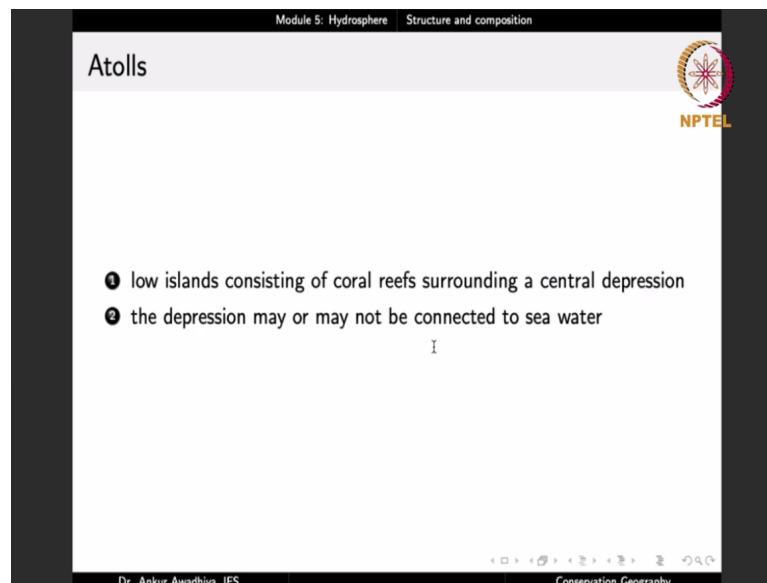 Module 5: Hydrosphere Structure and composition
Atolls
NPTEL
1 low islands consisting of coral reefs surrounding a central depression
2 the depression may or may not be connected to sea water
Dr. Ankur Awadhiya, IFS Conservation Geography